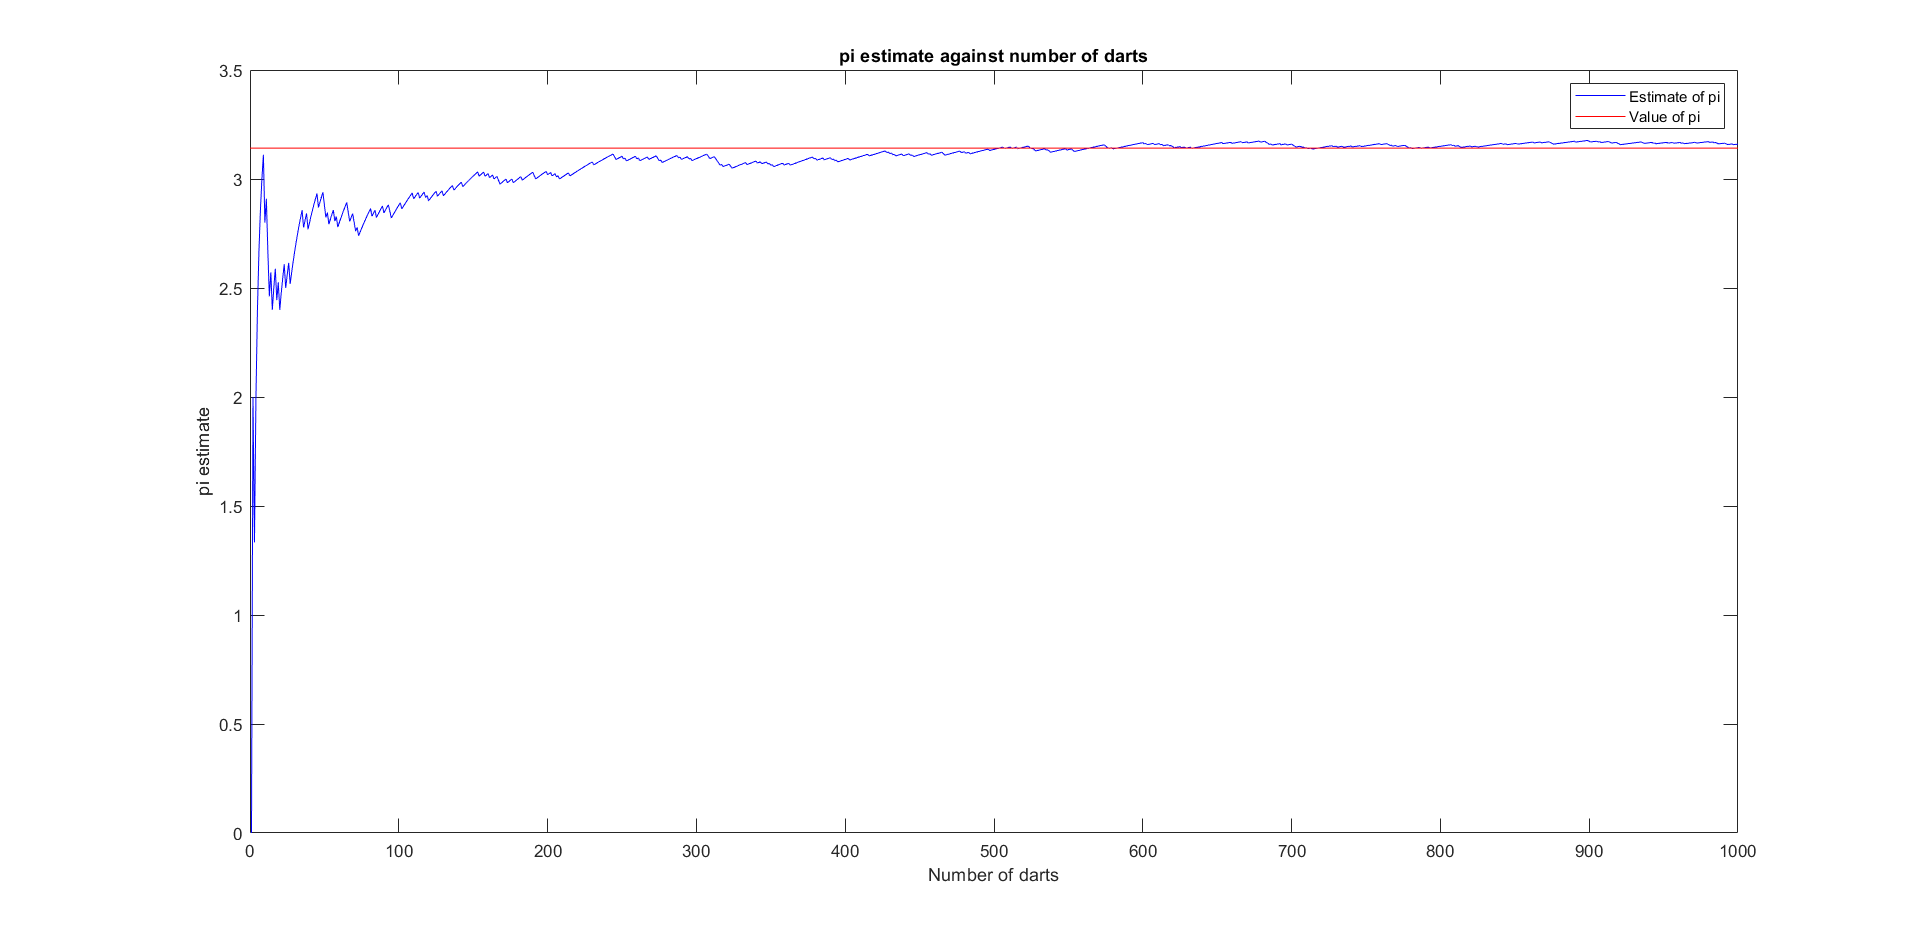 pi estimate against number of darts
3.5
3
2.5
2
1.5
1
0.5
0
pi estimate
Estimate of pi
Value of pi
0 100 200 300 400 500 600 700 800 900 1000
Number of darts